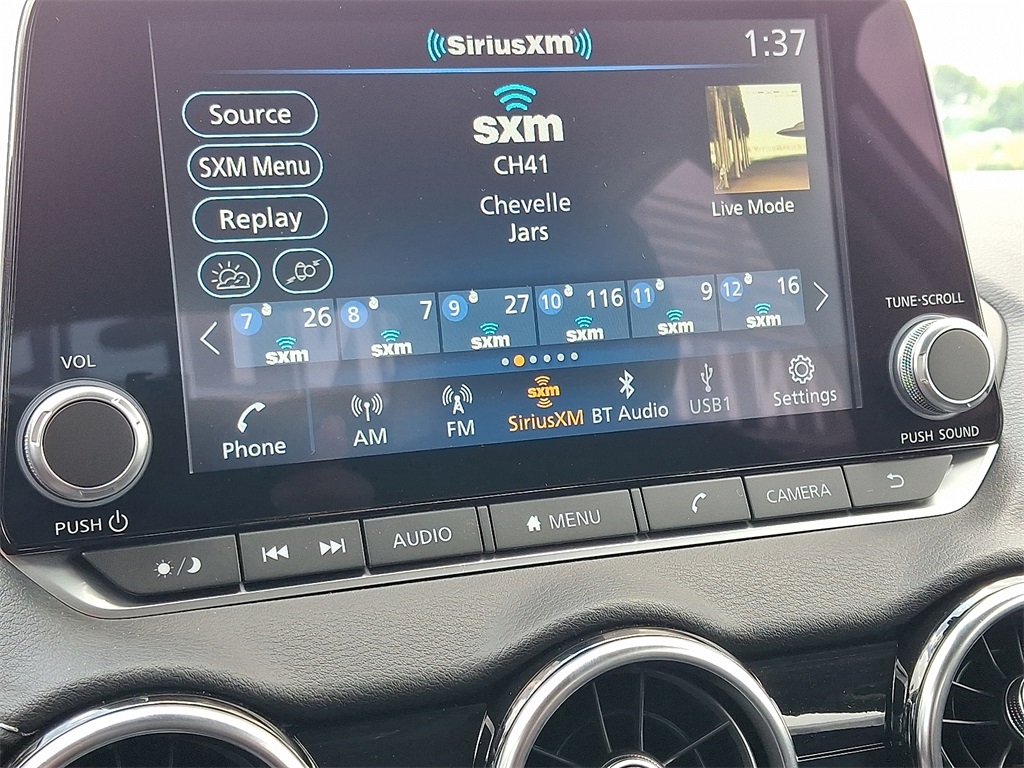 SiriusXM 1:37
Source
SXM Menu
Replay
sxm
CH41
Chevelle
Jars
Live Mode
7 26 8 7 9 27 10 116 11 9 12 16
sxm sxm sxm sxm sxm sxm
Phone AM FM sxm SiriusXM BT Audio USB1 Settings
VOL
PUSH
TUNE·SCROLL
PUSH SOUND
AUDIO MENU CAMERA